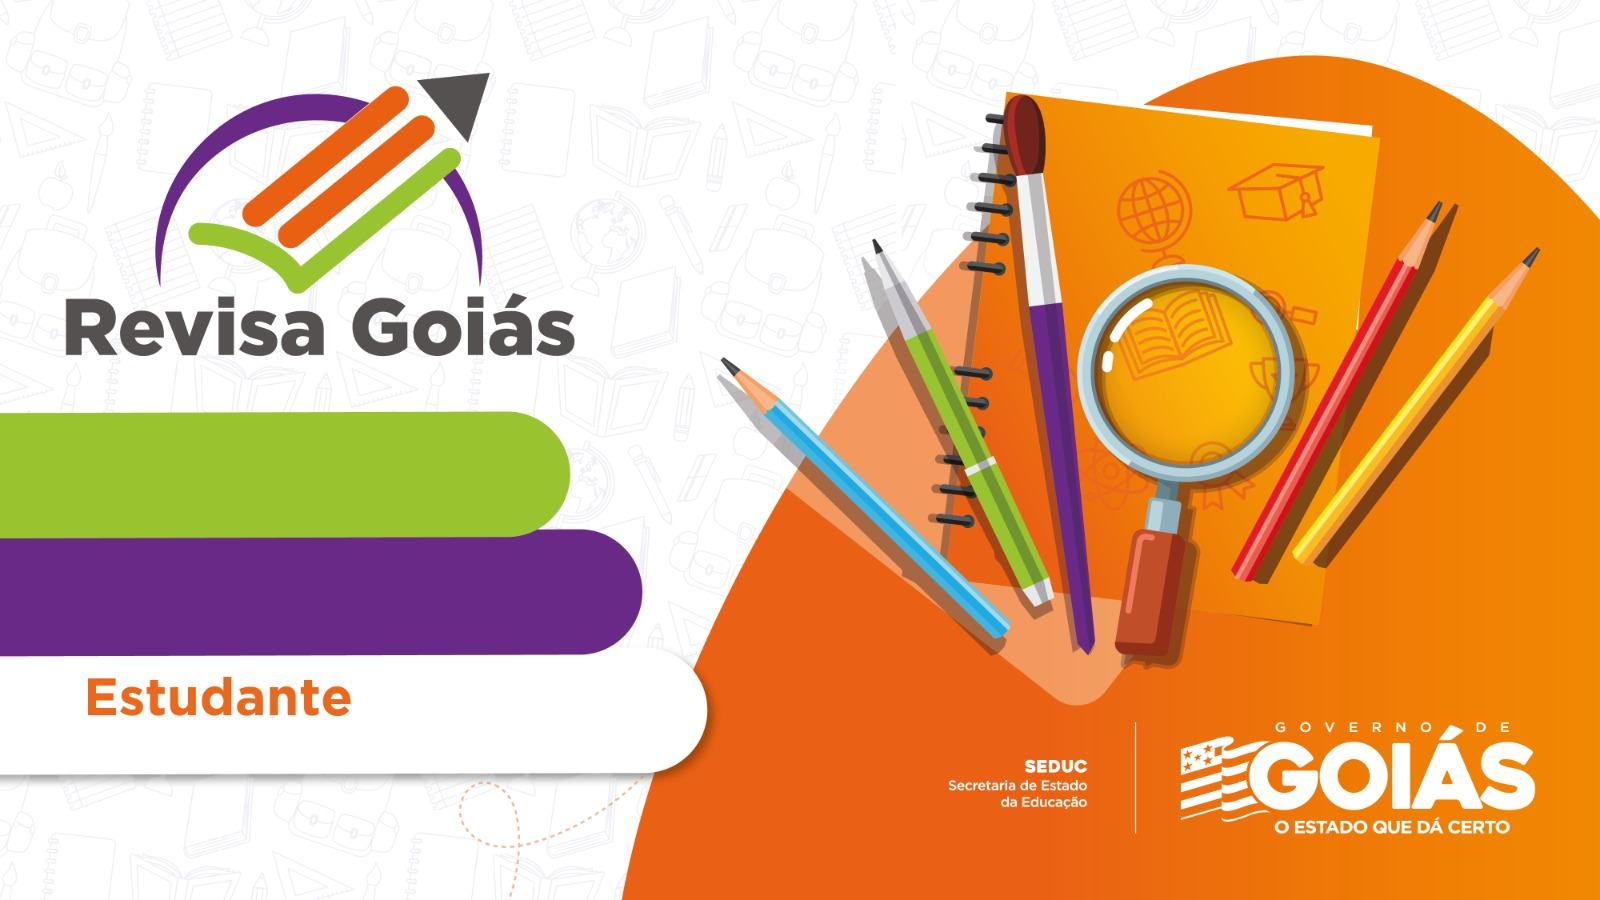 Revisa Goiás
Estudante
SEDUC
Secretaria de Estado
da Educação
GOVERNO DE
GOIÁS
O ESTADO QUE DÁ CERTO